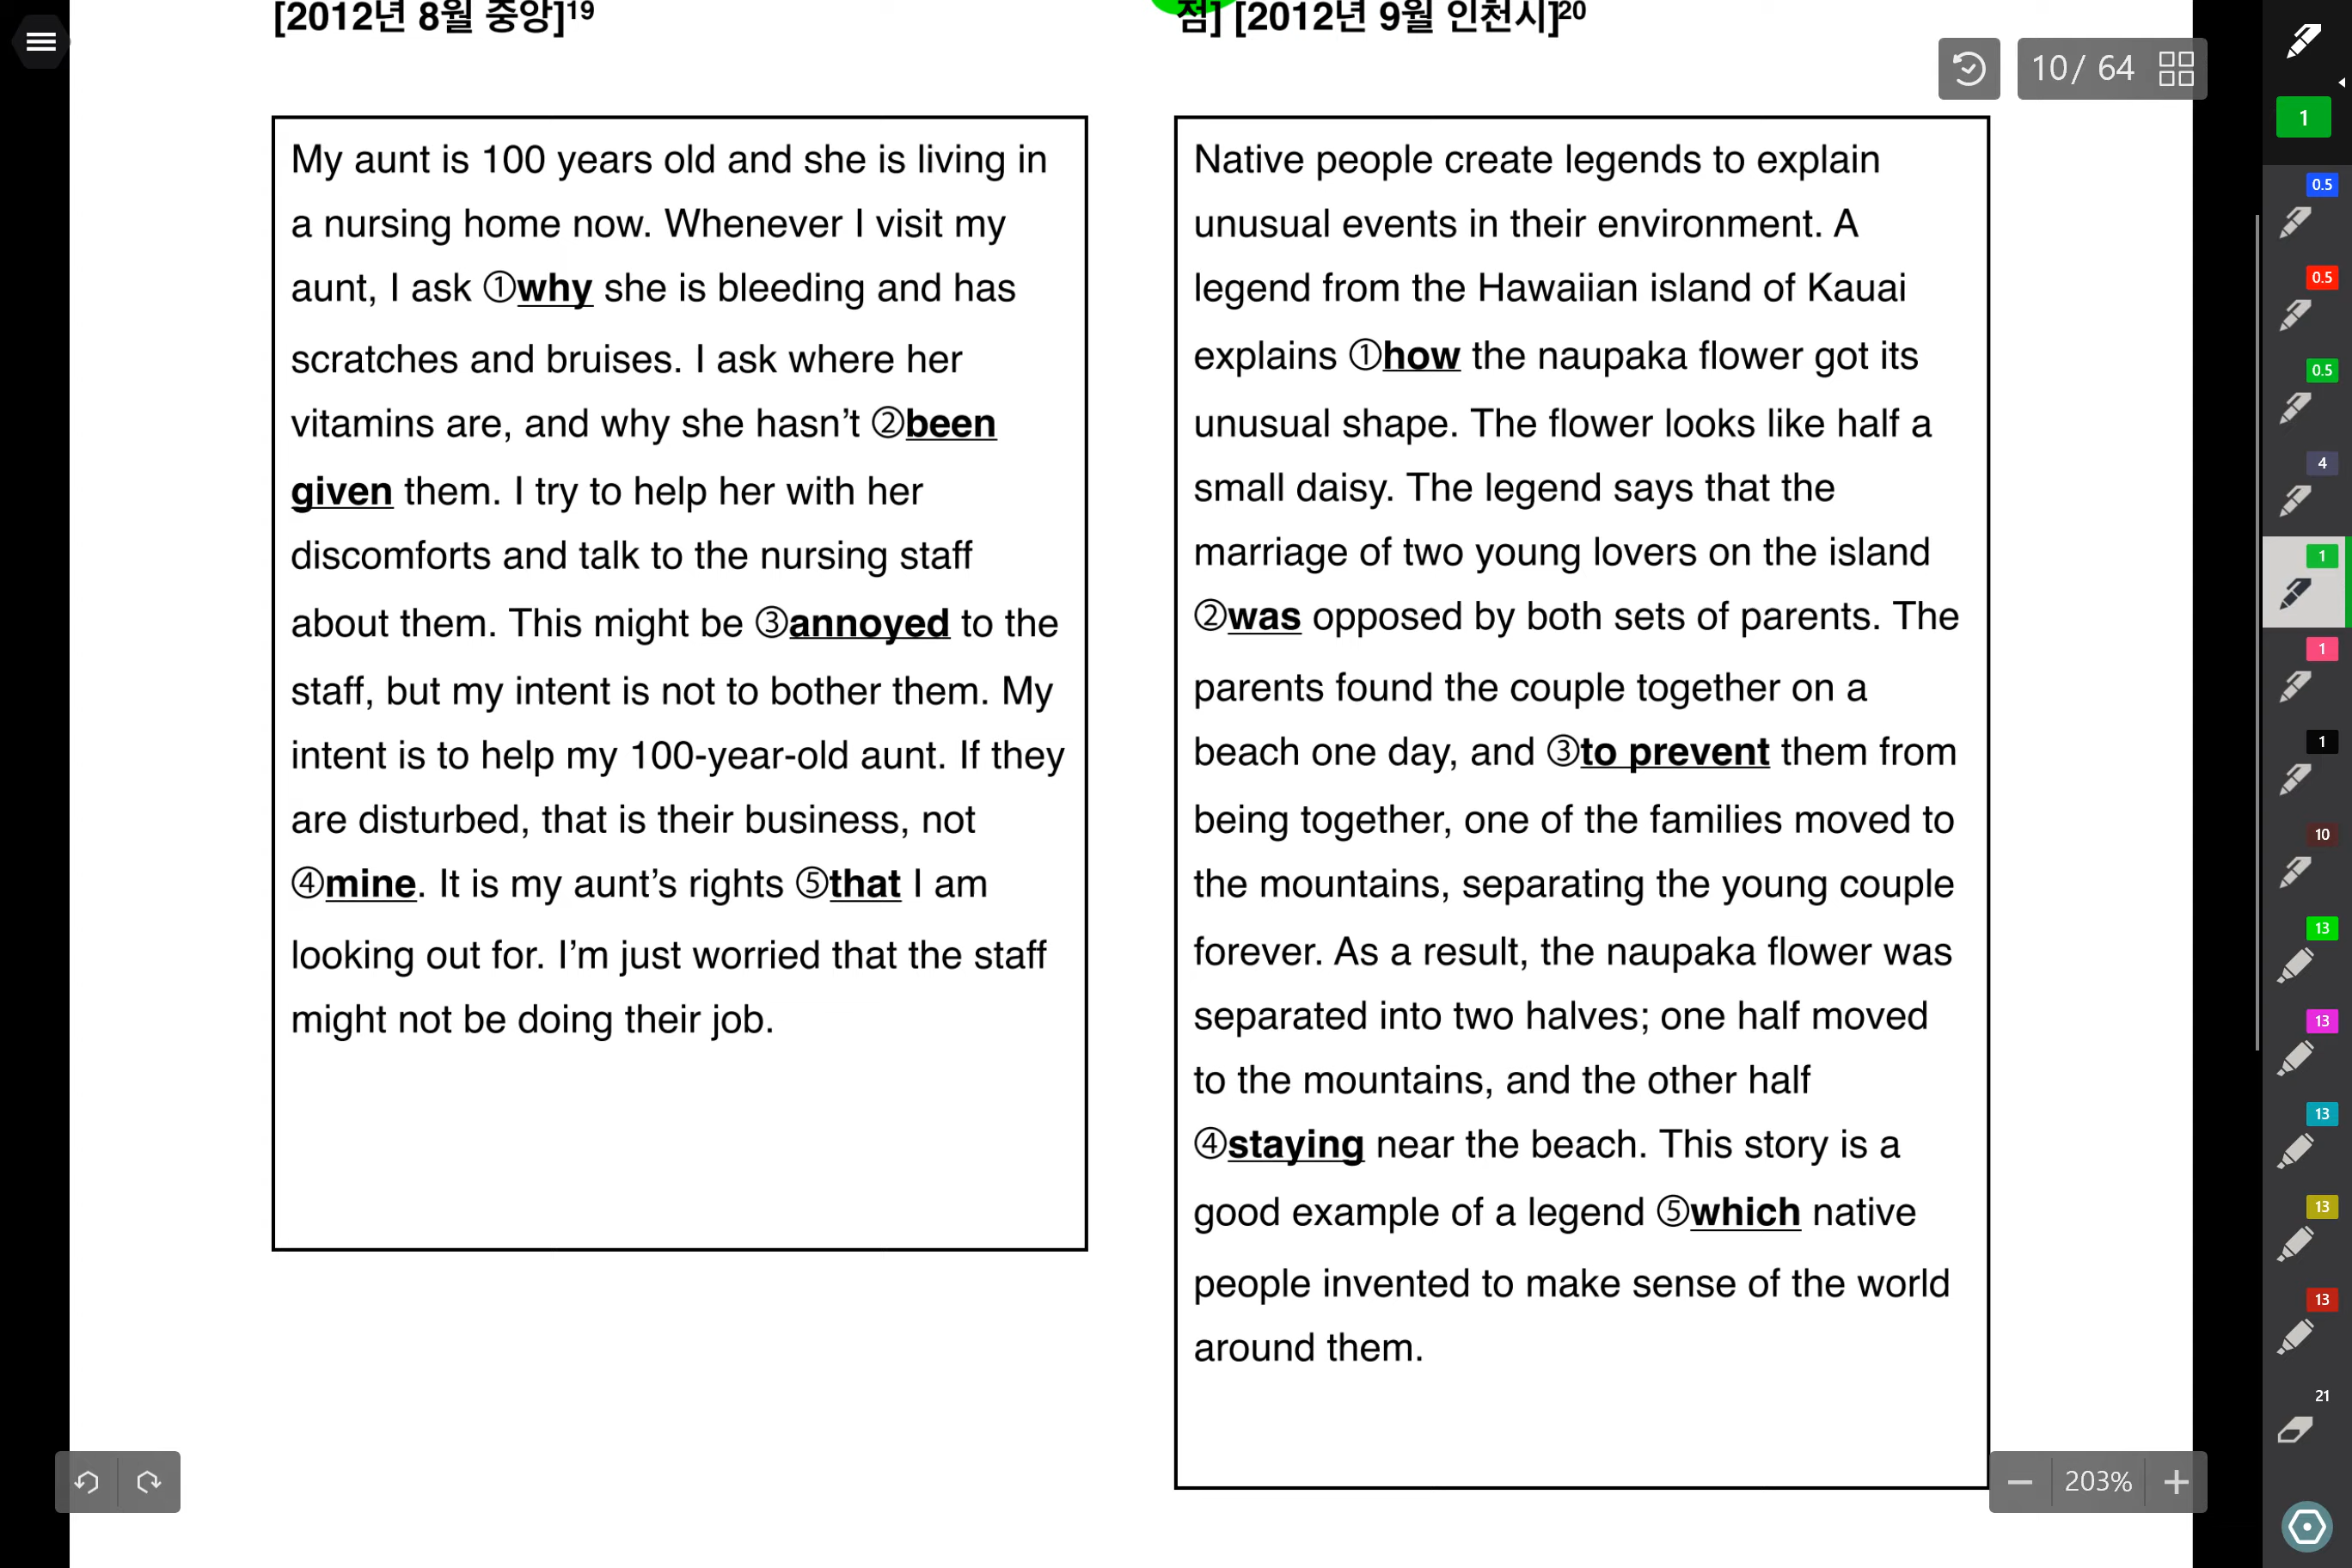 [2012년 8월 중앙]19
My aunt is 100 years old and she is living in
a nursing home now. Whenever I visit my
aunt, I ask ①why she is bleeding and has
scratches and bruises. I ask where her
vitamins are, and why she hasn’t ②been
given them. I try to help her with her
discomforts and talk to the nursing staff
about them. This might be ③annoyed to the
staff, but my intent is not to bother them. My
intent is to help my 100-year-old aunt. If they
are disturbed, that is their business, not
④mine. It is my aunt’s rights ⑤that I am
looking out for. I’m just worried that the staff
might not be doing their job.
점] [2012년 9월 인천시]20
Native people create legends to explain
unusual events in their environment. A
legend from the Hawaiian island of Kauai
explains ①how the naupaka flower got its
unusual shape. The flower looks like half a
small daisy. The legend says that the
marriage of two young lovers on the island
②was opposed by both sets of parents. The
parents found the couple together on a
beach one day, and ③to prevent them from
being together, one of the families moved to
the mountains, separating the young couple
forever. As a result, the naupaka flower was
separated into two halves; one half moved
to the mountains, and the other half
④staying near the beach. This story is a
good example of a legend ⑤which native
people invented to make sense of the world
around them.
10/ 64
203%
1
0.5
0.5
0.5
4
1
1
1
10
13
13
13
13
13
21